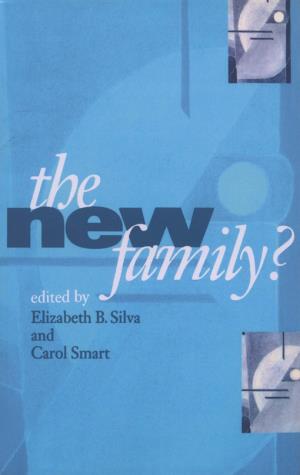 the
new
family?
edited by
Elizabeth B. Silva
and
Carol Smart